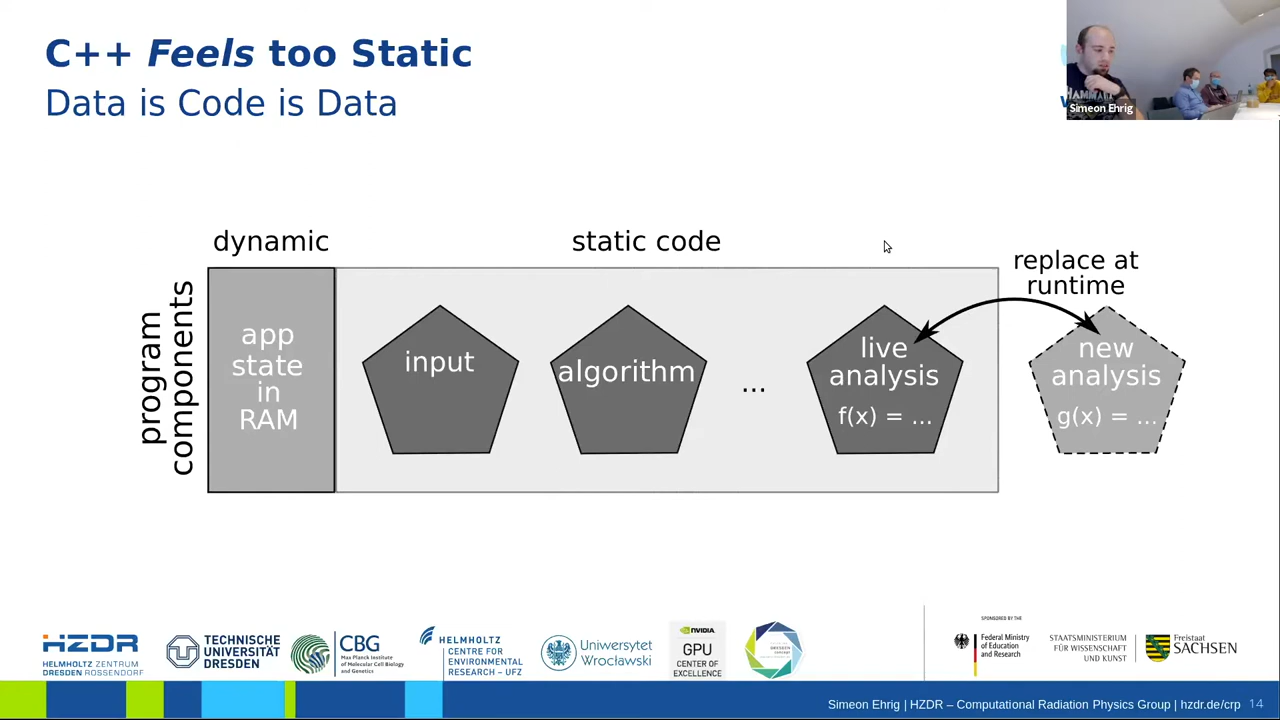 C++ Feels too Static
Data is Code is Data
Simeon Ehrig
dynamic
static code
replace at
runtime
program
components
app
state
in
RAM
input
algorithm
...
live
analysis
f(x) = ...
new
analysis
g(x) = ...
HZDR
HELMHOLTZ ZENTRUM
DRESDEN ROSSENDORF
TECHNISCHE
UNIVERSITÄT
DRESDEN
CBG
Max Planck Institute
of Molecular Cell Biology
and Genetics
HELMHOLTZ
CENTRE FOR
ENVIRONMENTAL
RESEARCH – UFZ
Uniwersytet
Wrocławski
NVIDIA
GPU
CENTER OF
EXCELLENCE
DRESDEN
concept
SPONSORED BY THE
Federal Ministry
of Education
and Research
STAATSMINISTERIUM
FÜR WISSENSCHAFT
UND KUNST
Freistaat
SACHSEN
Simeon Ehrig | HZDR – Computational Radiation Physics Group | hzdr.de/crp 14